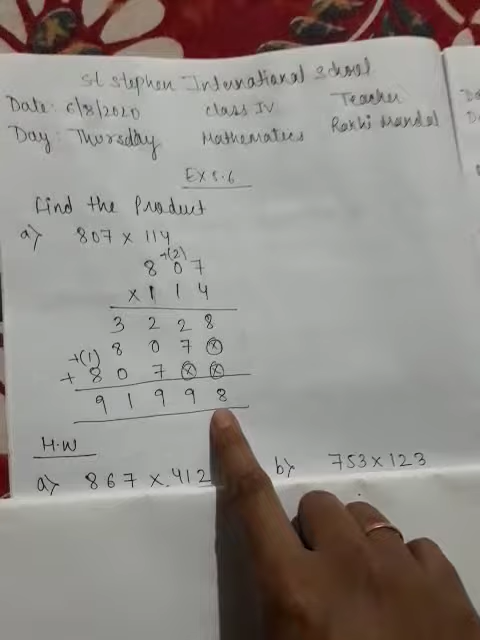 St Stephen International School
Date: 6/8/2020 Class IV Teacher
Day: Thursday Mathematics Rakhi Mandal
EX 5.6
Find the Product
a) 807 x 114
+(2)
8 0 7
x 1 1 4
3 2 2 8
+(1) 8 0 7 ⓧ
+ 8 0 7 ⓧ ⓧ
9 1 9 9 8
H.W
a) 867 x 412 b) 753 x 123